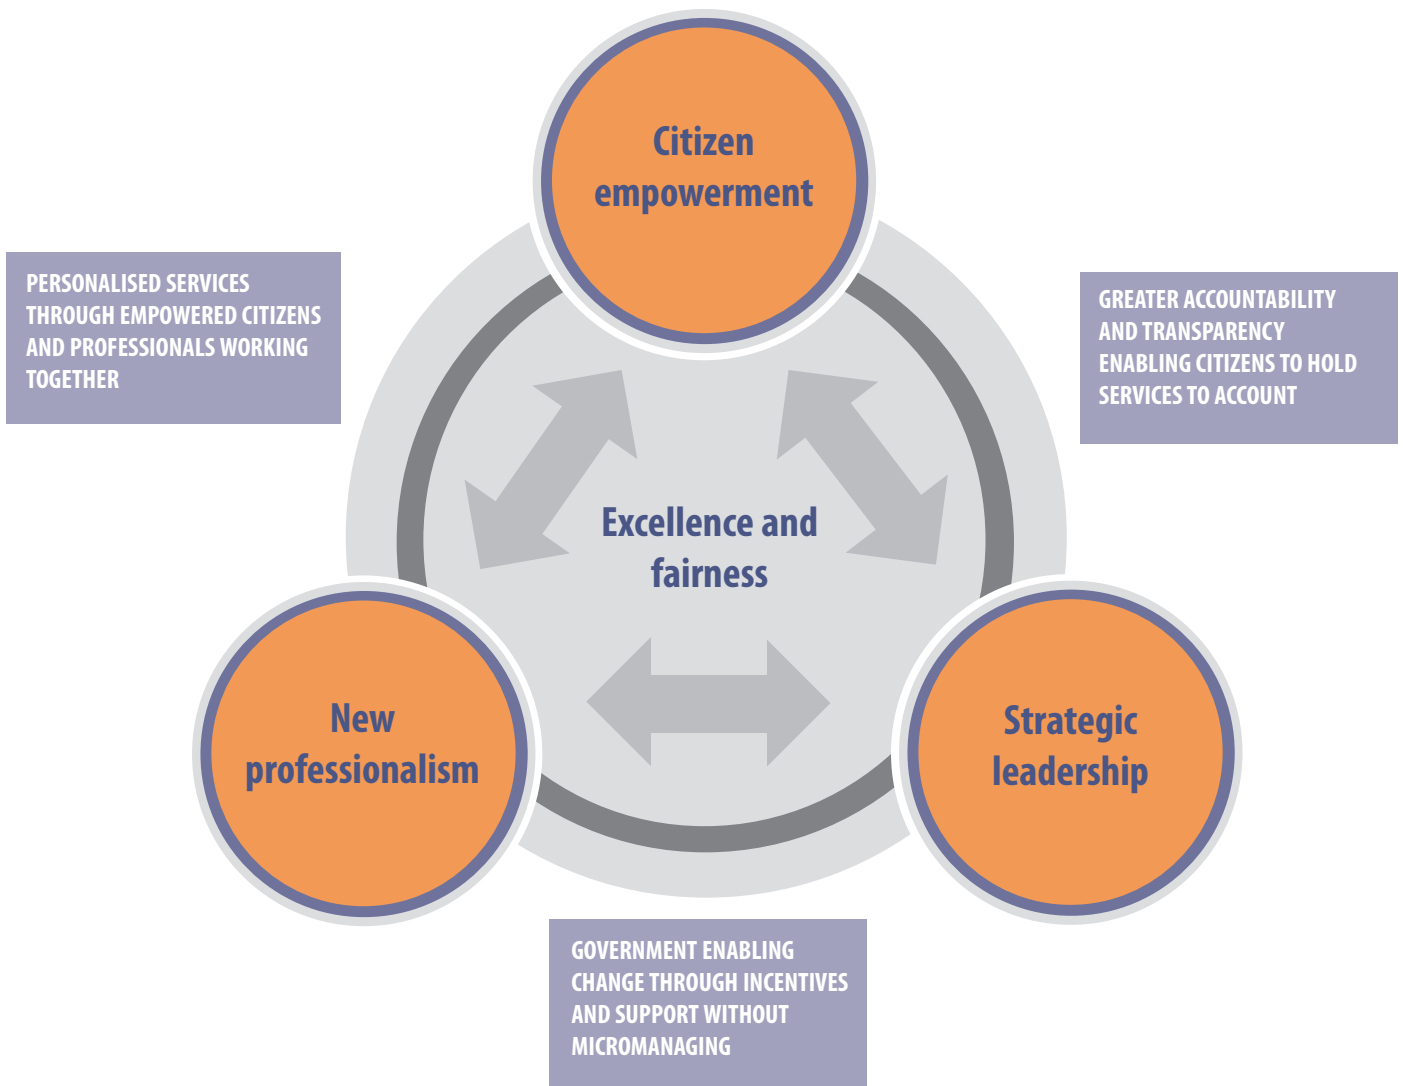 Citizen
empowerment
PERSONALISED SERVICES
THROUGH EMPOWERED CITIZENS
AND PROFESSIONALS WORKING
TOGETHER
GREATER ACCOUNTABILITY
AND TRANSPARENCY
ENABLING CITIZENS TO HOLD
SERVICES TO ACCOUNT
Excellence and
fairness
New
professionalism
Strategic
leadership
GOVERNMENT ENABLING
CHANGE THROUGH INCENTIVES
AND SUPPORT WITHOUT
MICROMANAGING